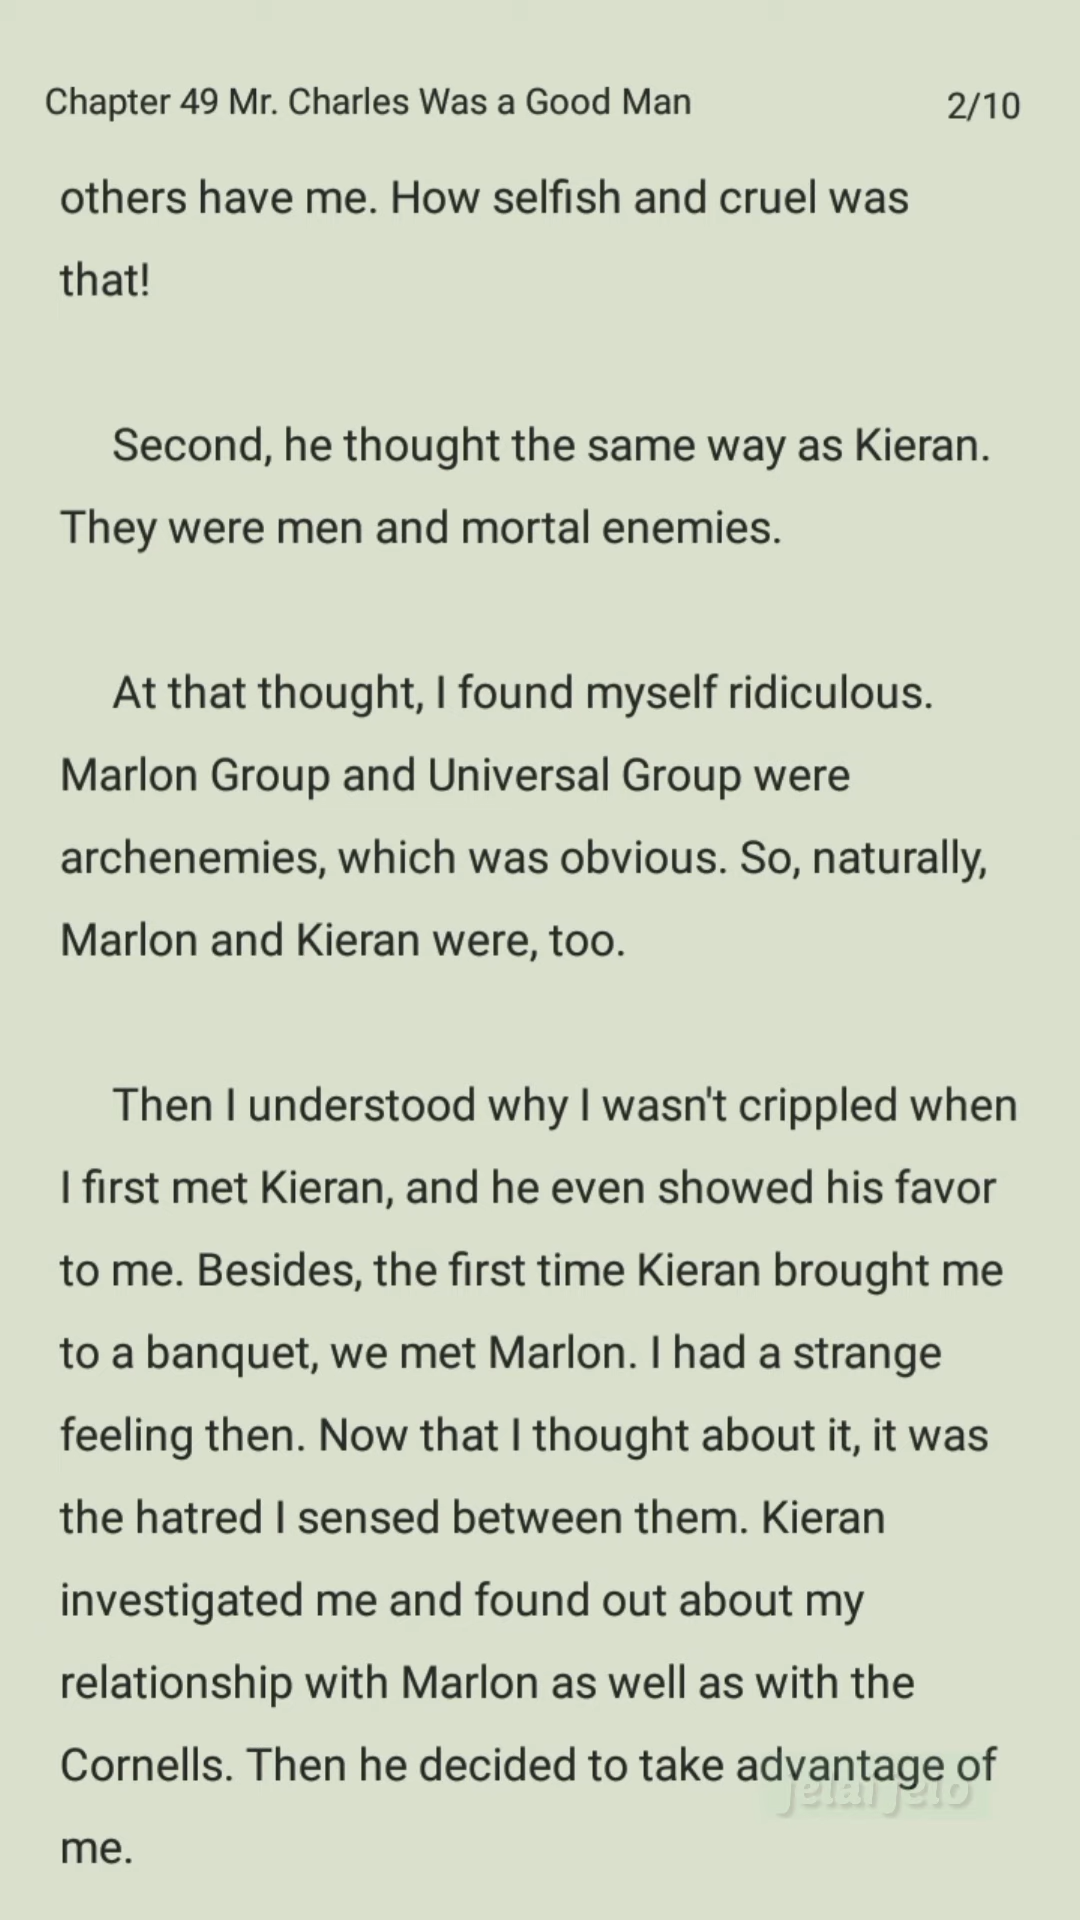 Chapter 49 Mr. Charles Was a Good Man
2/10
others have me. How selfish and cruel was
that!
Second, he thought the same way as Kieran.
They were men and mortal enemies.
At that thought, I found myself ridiculous.
Marlon Group and Universal Group were
archenemies, which was obvious. So, naturally,
Marlon and Kieran were, too.
Then I understood why I wasn't crippled when
I first met Kieran, and he even showed his favor
to me. Besides, the first time Kieran brought me
to a banquet, we met Marlon. I had a strange
feeling then. Now that I thought about it, it was
the hatred I sensed between them. Kieran
investigated me and found out about my
relationship with Marlon as well as with the
Cornells. Then he decided to take advantage of
jelai jelo
me.